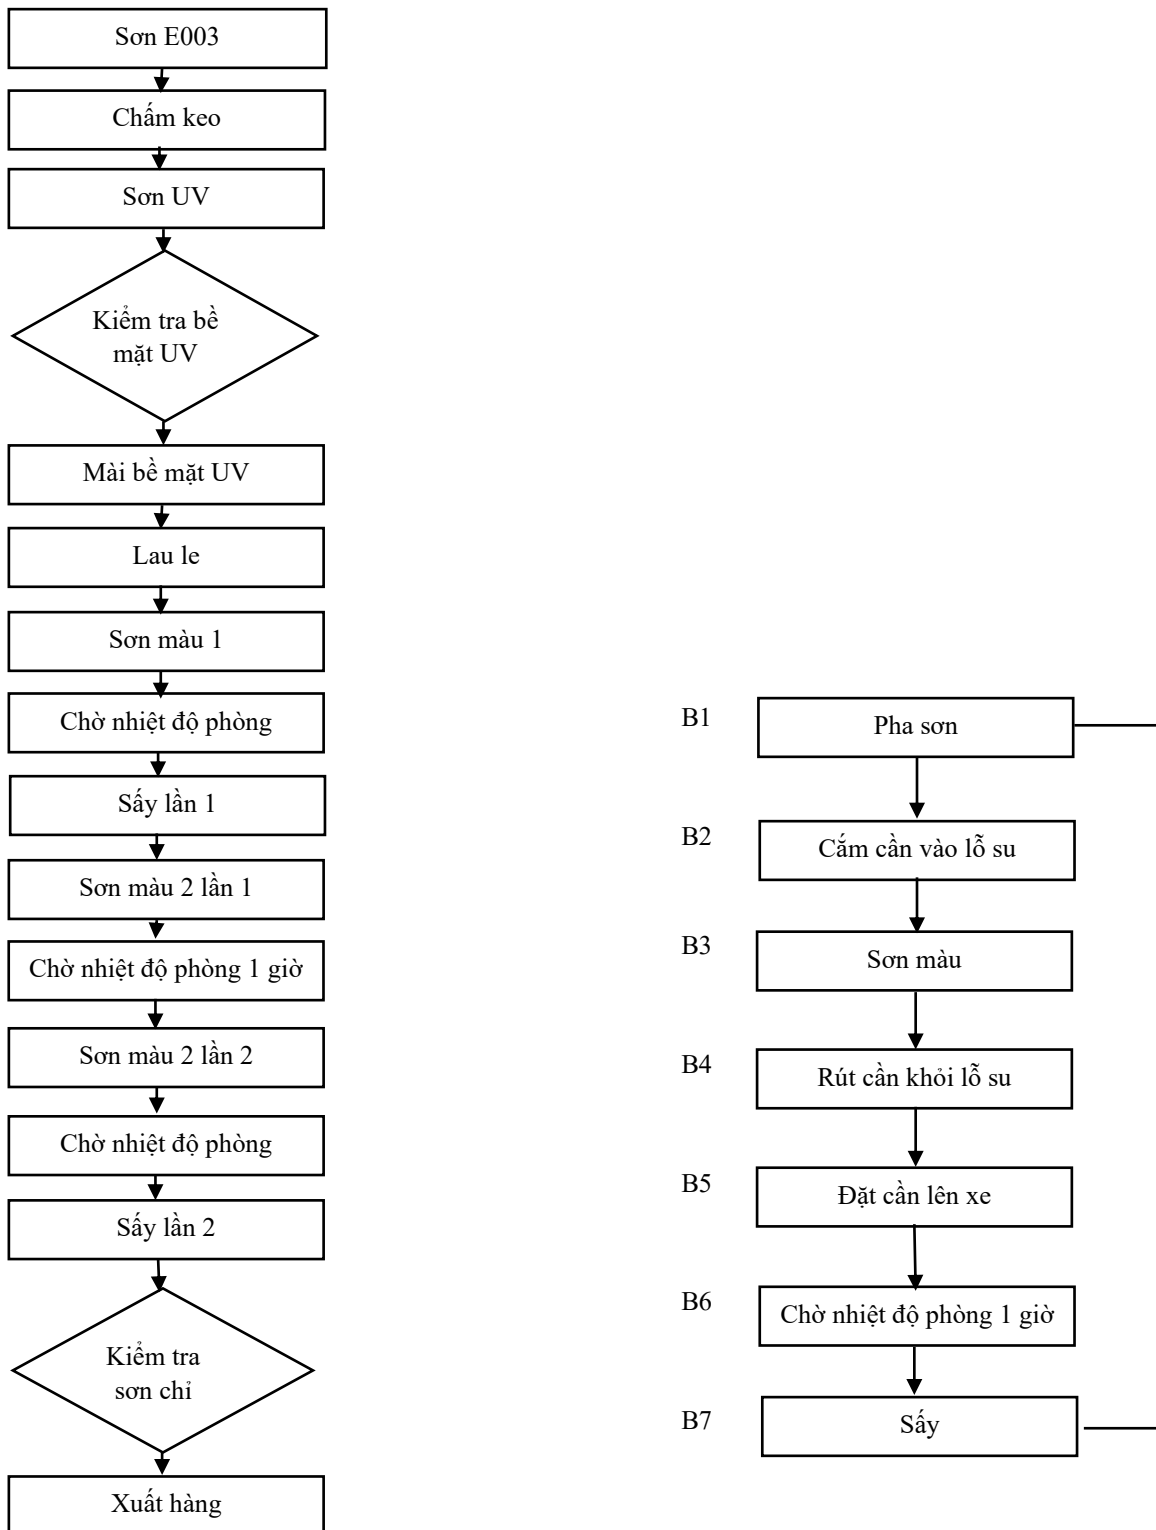 Sơn E003
Chấm keo
Sơn UV
Kiểm tra bề
mặt UV
Mài bề mặt UV
Lau le
Sơn màu 1
Chờ nhiệt độ phòng
Sấy lần 1
Sơn màu 2 lần 1
Chờ nhiệt độ phòng 1 giờ
Sơn màu 2 lần 2
Chờ nhiệt độ phòng
Sấy lần 2
Kiểm tra
sơn chỉ
Xuất hàng
B1 Pha sơn
B2 Cắm cần vào lỗ su
B3 Sơn màu
B4 Rút cần khỏi lỗ su
B5 Đặt cần lên xe
B6 Chờ nhiệt độ phòng 1 giờ
B7 Sấy